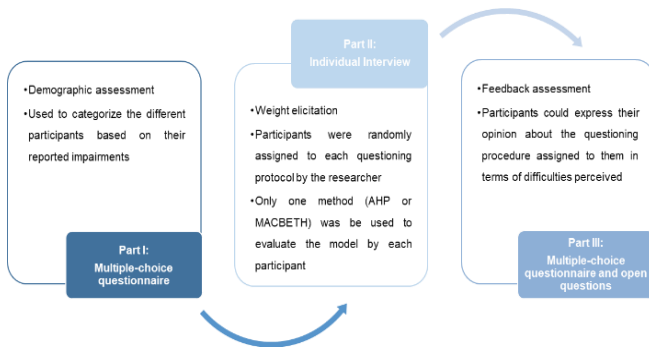 •Demographic assessment
•Used to categorize the different
participants based on their
reported impairments
Part I:
Multiple-choice
questionnaire
Part II:
Individual Interview
•Weight elicitation
•Participants were randomly
assigned to each questioning
protocol by the researcher
•Only one method (AHP or
MACBETH) was be used to
evaluate the model by each
participant
•Feedback assessment
•Participants could express their
opinion about the questioning
procedure assigned to them in
terms of difficulties perceived
Part III:
Multiple-choice
questionnaire and open
questions